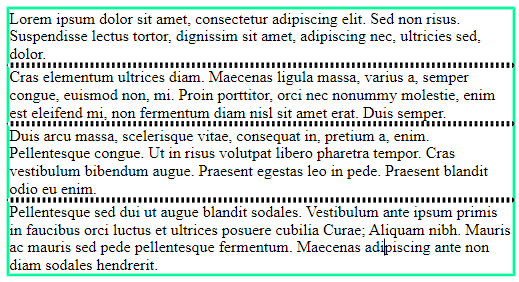 Lorem ipsum dolor sit amet, consectetur adipiscing elit. Sed non risus.
Suspendisse lectus tortor, dignissim sit amet, adipiscing nec, ultricies sed,
dolor.
Cras elementum ultrices diam. Maecenas ligula massa, varius a, semper
congue, euismod non, mi. Proin porttitor, orci nec nonummy molestie, enim
est eleifend mi, non fermentum diam nisl sit amet erat. Duis semper.
Duis arcu massa, scelerisque vitae, consequat in, pretium a, enim.
Pellentesque congue. Ut in risus volutpat libero pharetra tempor. Cras
vestibulum bibendum augue. Praesent egestas leo in pede. Praesent blandit
odio eu enim.
Pellentesque sed dui ut augue blandit sodales. Vestibulum ante ipsum primis
in faucibus orci luctus et ultrices posuere cubilia Curae; Aliquam nibh. Mauris
ac mauris sed pede pellentesque fermentum. Maecenas adipiscing ante non
diam sodales hendrerit.